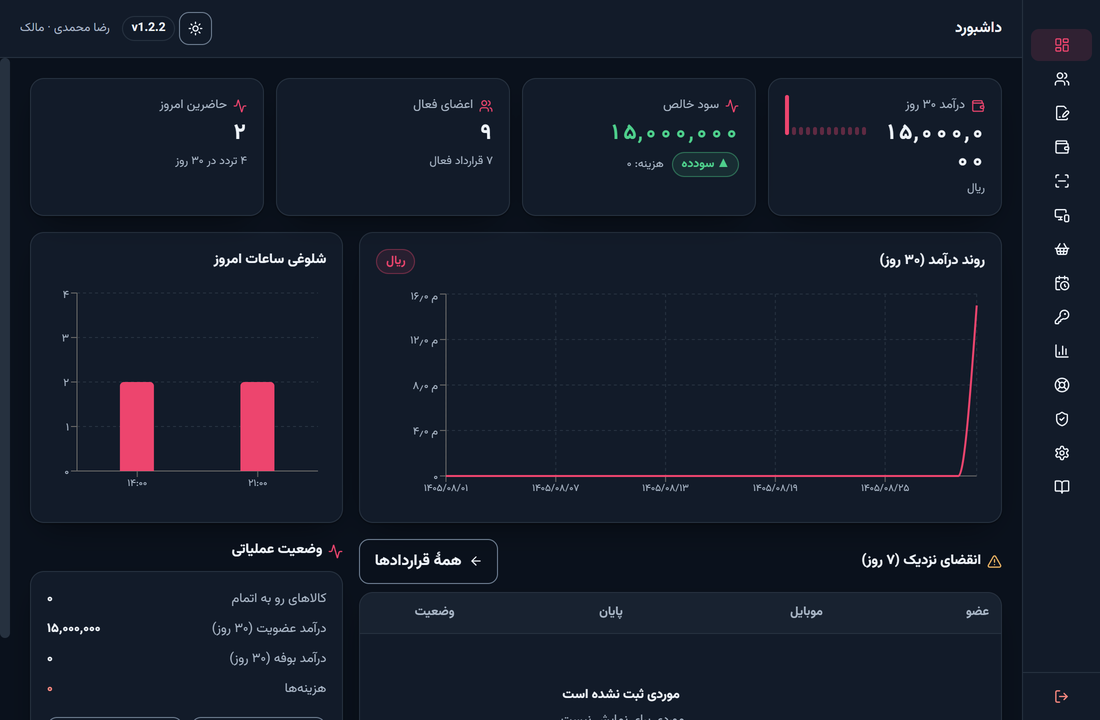 داشبورد
v1.2.2
رضا محمدی · مالک
درآمد ۳۰ روز
۱۵,۰۰۰,۰
۰۰
ریال
سود خالص
۱۵,۰۰۰,۰۰۰
▲ سودده
هزینه: ۰
اعضای فعال
۹
۷ قرارداد فعال
حاضرین امروز
۲
۴ تردد در ۳۰ روز
روند درآمد (۳۰ روز)
ریال
۱۶٫۰ م
۱۲٫۰ م
۸٫۰ م
۴٫۰ م
۰
۱۴۰۵/۰۸/۰۱
۱۴۰۵/۰۸/۰۷
۱۴۰۵/۰۸/۱۳
۱۴۰۵/۰۸/۱۹
۱۴۰۵/۰۸/۲۵
شلوغی ساعات امروز
۴
۳
۲
۱
۰
۱۴:۰۰
۲۱:۰۰
انقضای نزدیک (۷ روز)
همهٔ قراردادها
عضو
موبایل
پایان
وضعیت
موردی ثبت نشده است
موردی برای نمایش نیست
وضعیت عملیاتی
کالاهای رو به اتمام
۰
درآمد عضویت (۳۰ روز)
۱۵,۰۰۰,۰۰۰
درآمد بوفه (۳۰ روز)
۰
هزینه‌ها
۰